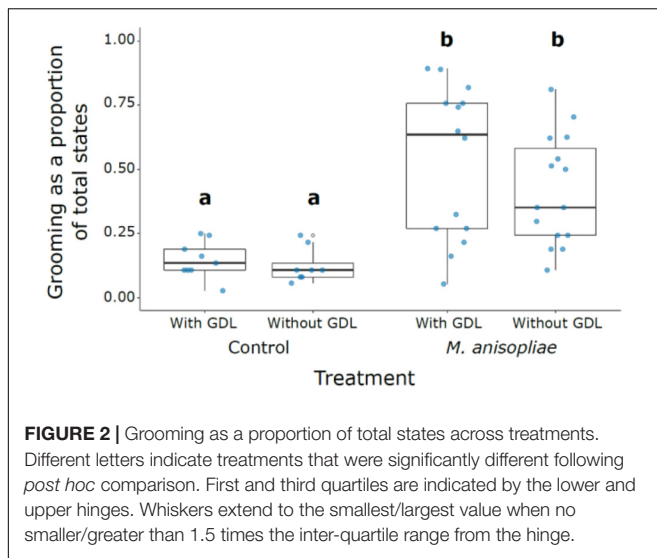 1.00
b
b
0.75
Grooming as a proportion
of total states
0.50
a
a
0.25
0.00
With GDL
Without GDL
With GDL
Without GDL
Control
M. anisopliae
Treatment
FIGURE 2 | Grooming as a proportion of total states across treatments.
Different letters indicate treatments that were significantly different following
post hoc comparison. First and third quartiles are indicated by the lower and
upper hinges. Whiskers extend to the smallest/largest value when no
smaller/greater than 1.5 times the inter-quartile range from the hinge.